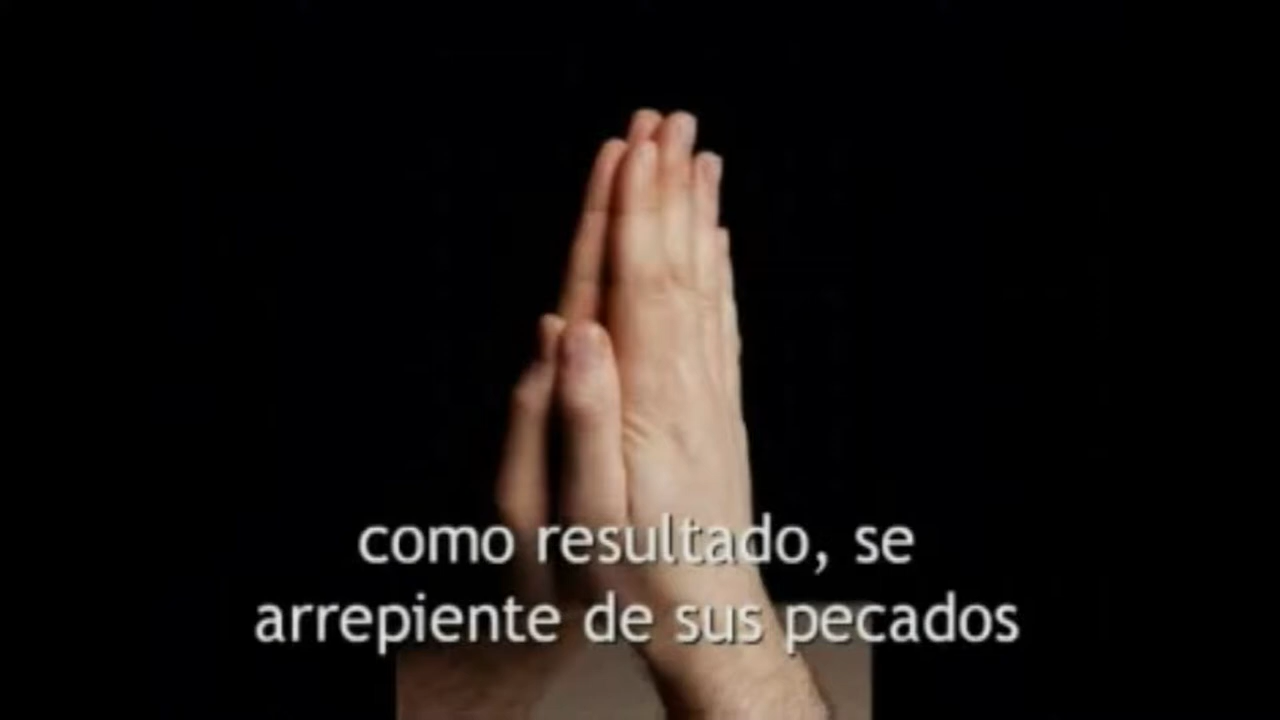 como resultado, se
arrepiente de sus pecados